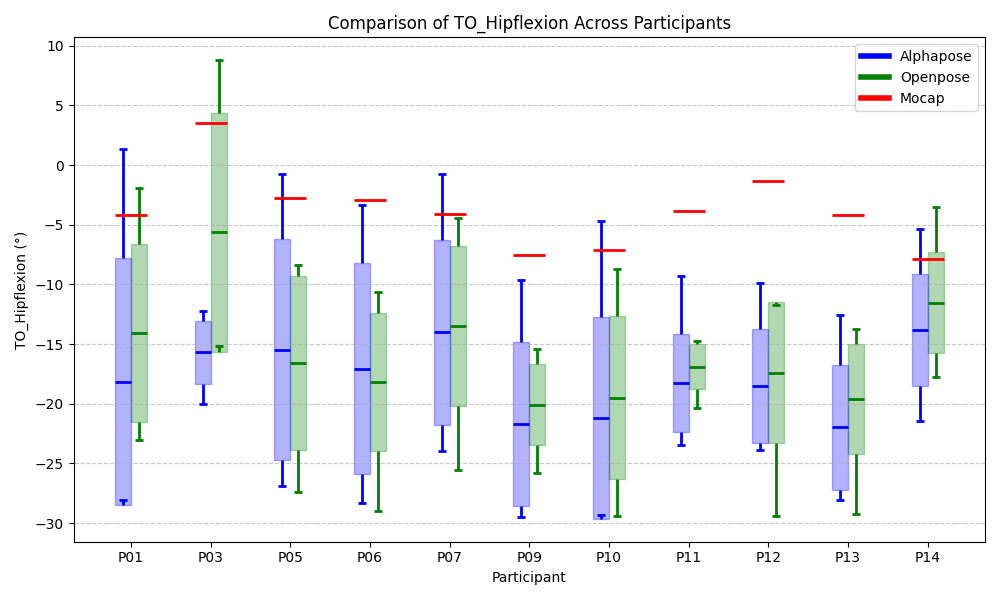 Comparison of TO_Hipflexion Across Participants
Alphapose
Openpose
Mocap
TO_Hipflexion (°)
10
5
0
−5
−10
−15
−20
−25
−30
P01 P03 P05 P06 P07 P09 P10 P11 P12 P13 P14
Participant